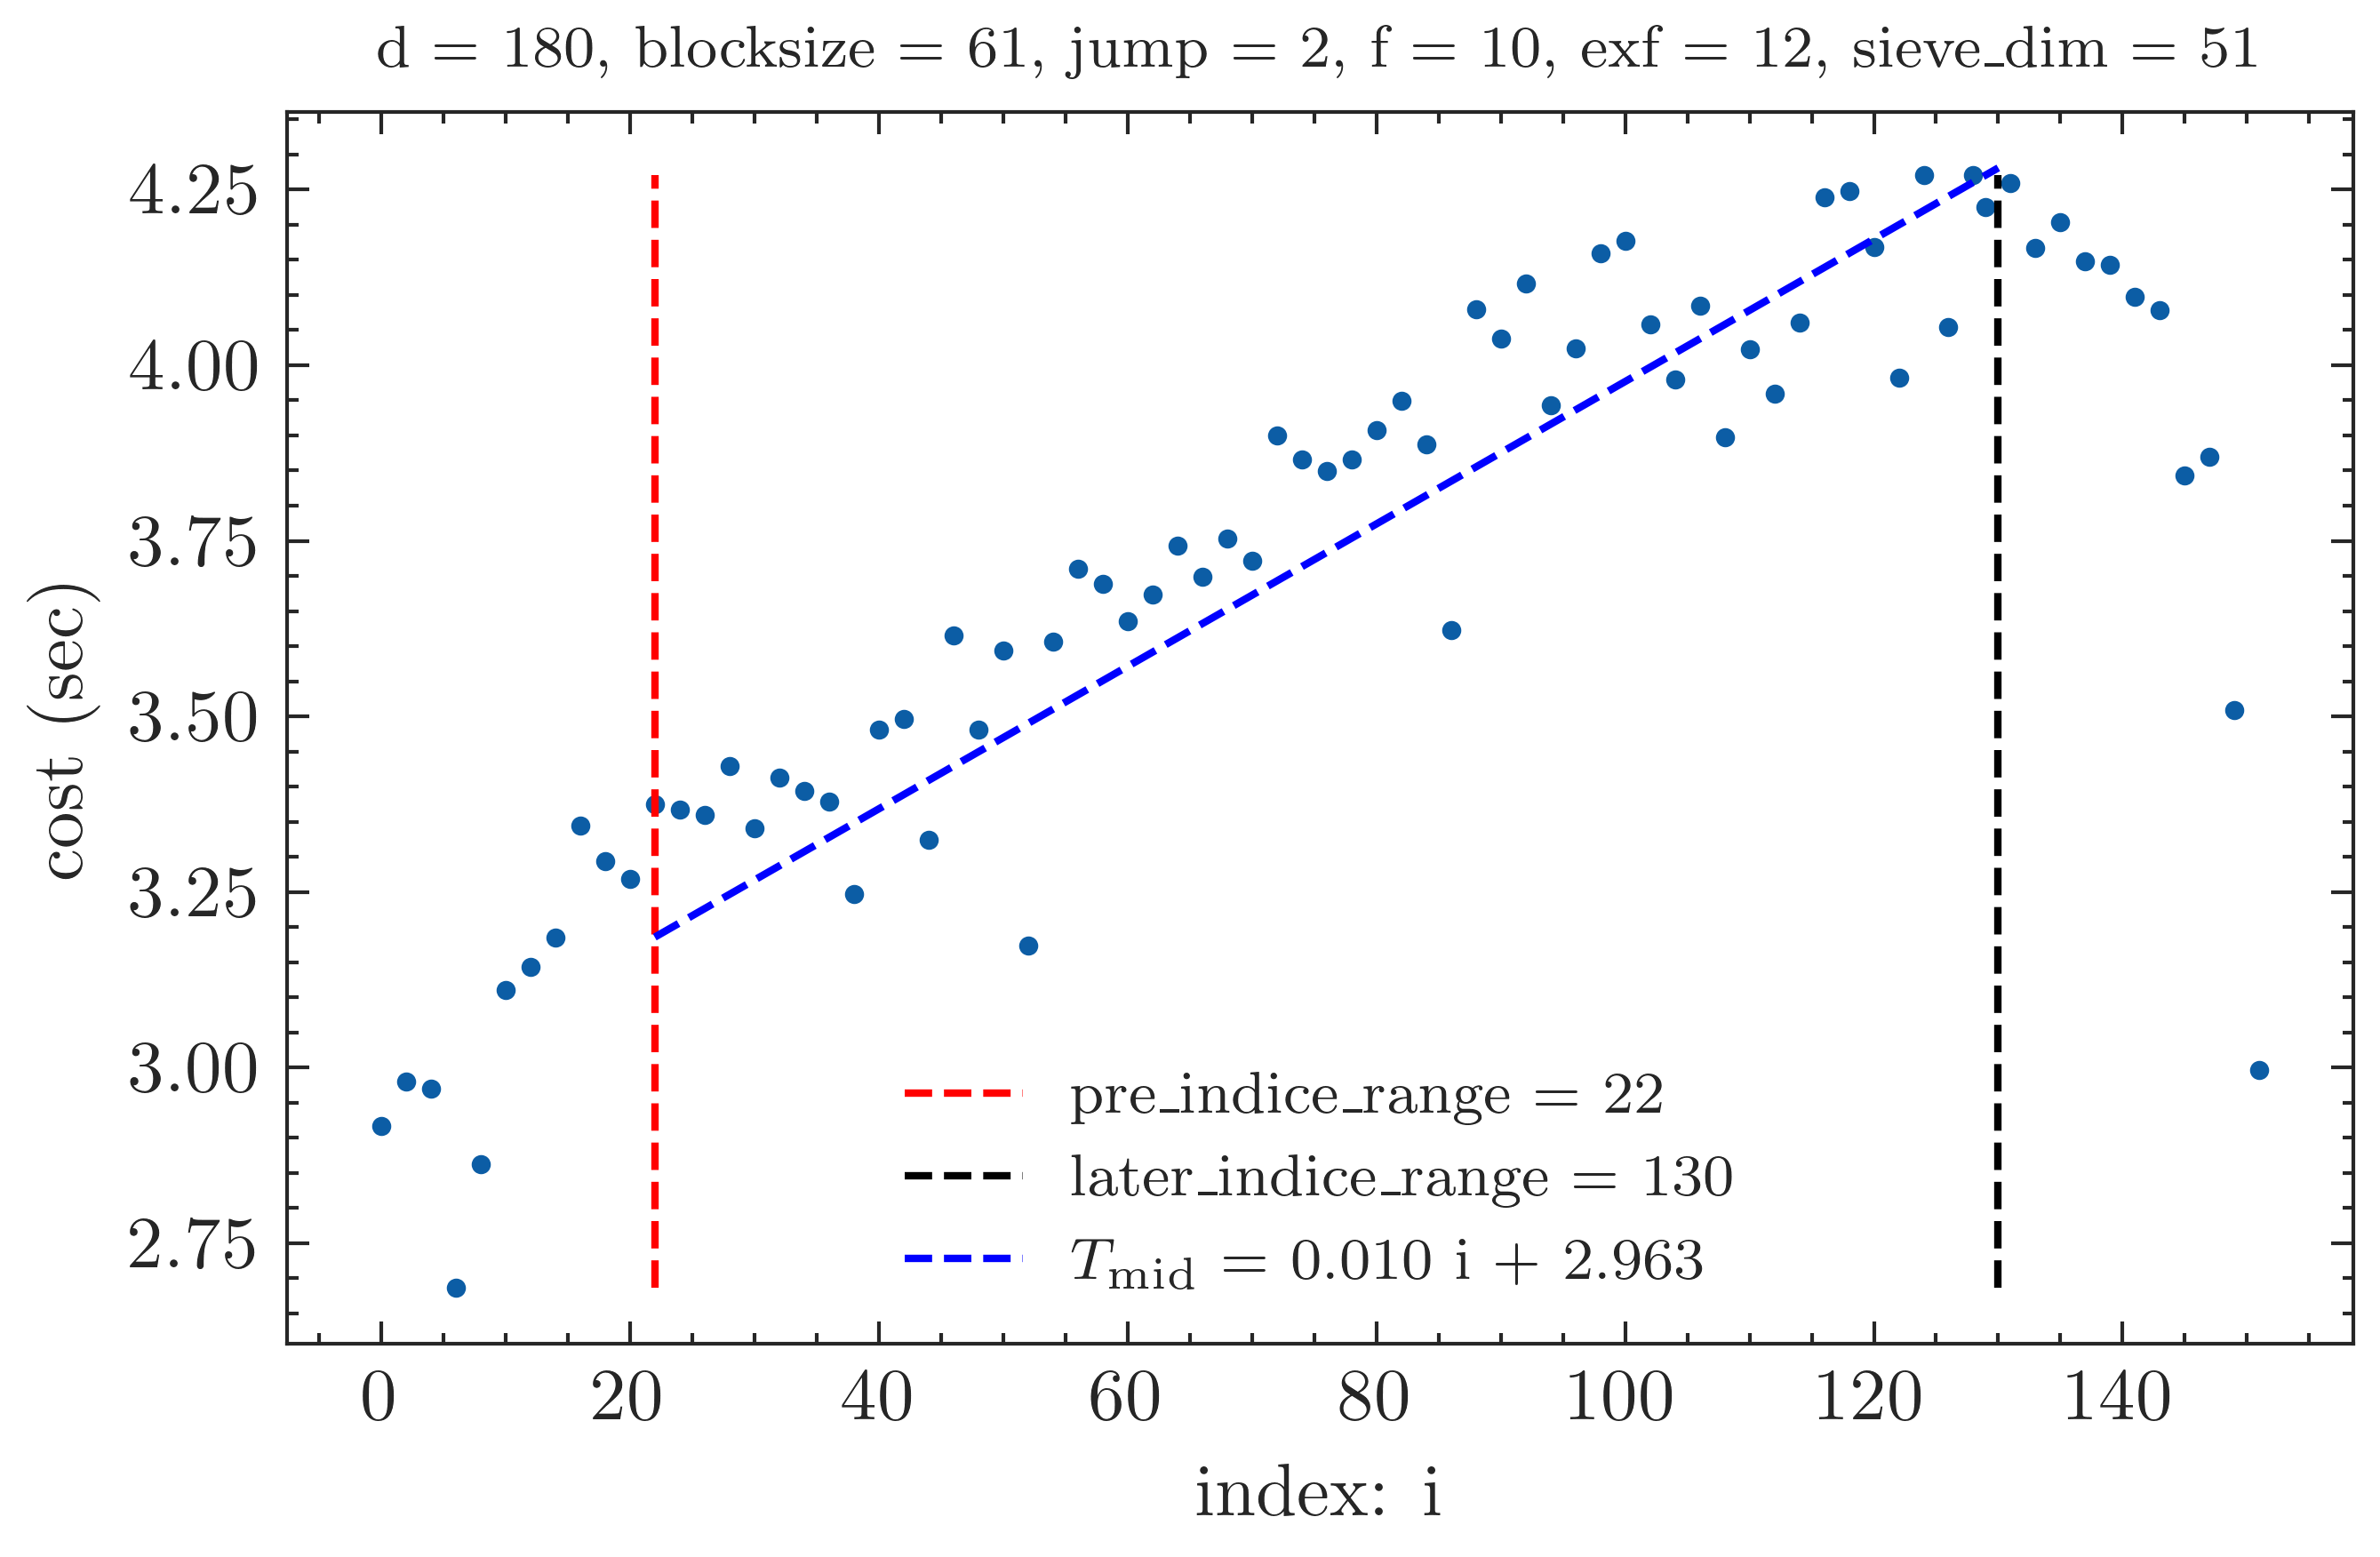 d = 180, blocksize = 61, jump = 2, f = 10, exf = 12, sieve_dim = 51
4.25
4.00
3.75
3.50
3.25
3.00
2.75
cost (sec)
pre_indice_range = 22
later_indice_range = 130
T_mid = 0.010 i + 2.963
0 20 40 60 80 100 120 140
index: i